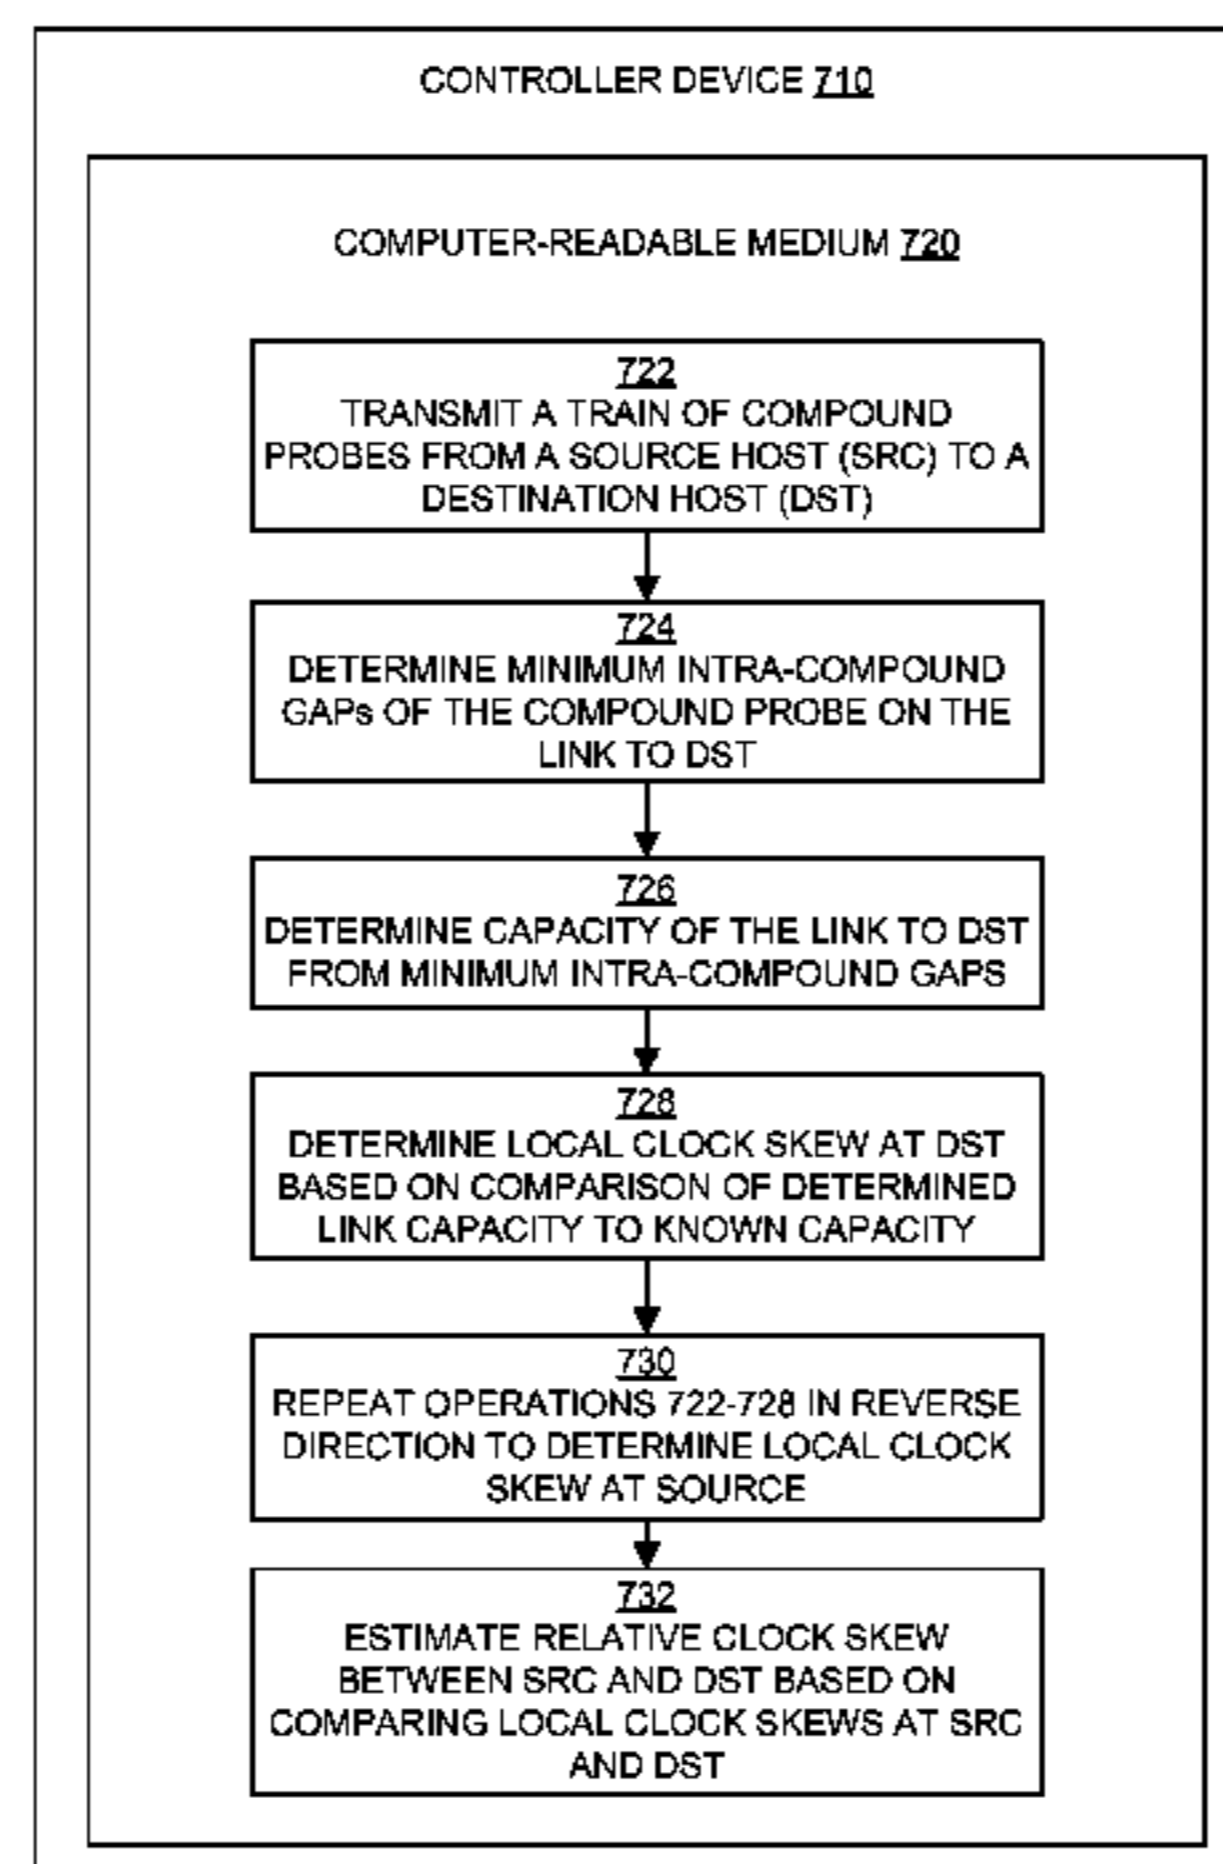 CONTROLLER DEVICE 710
COMPUTER-READABLE MEDIUM 720
722
TRANSMIT A TRAIN OF COMPOUND
PROBES FROM A SOURCE HOST (SRC) TO A
DESTINATION HOST (DST)
724
DETERMINE MINIMUM INTRA-COMPOUND
GAPs OF THE COMPOUND PROBE ON THE
LINK TO DST
726
DETERMINE CAPACITY OF THE LINK TO DST
FROM MINIMUM INTRA-COMPOUND GAPS
728
DETERMINE LOCAL CLOCK SKEW AT DST
BASED ON COMPARISON OF DETERMINED
LINK CAPACITY TO KNOWN CAPACITY
730
REPEAT OPERATIONS 722-728 IN REVERSE
DIRECTION TO DETERMINE LOCAL CLOCK
SKEW AT SOURCE
732
ESTIMATE RELATIVE CLOCK SKEW
BETWEEN SRC AND DST BASED ON
COMPARING LOCAL CLOCK SKEWS AT SRC
AND DST